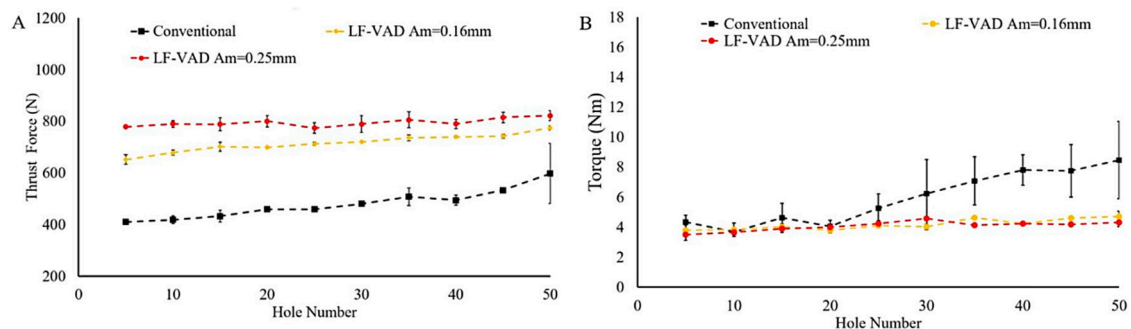 A
Conventional
LF-VAD Am=0.16mm
LF-VAD Am=0.25mm
Thrust Force (N)
1200
1000
800
600
400
200
0
10
20
30
40
50
Hole Number
B
Conventional
LF-VAD Am=0.16mm
LF-VAD Am=0.25mm
Torque (Nm)
18
16
14
12
10
8
6
4
2
0
0
10
20
30
40
50
Hole Number